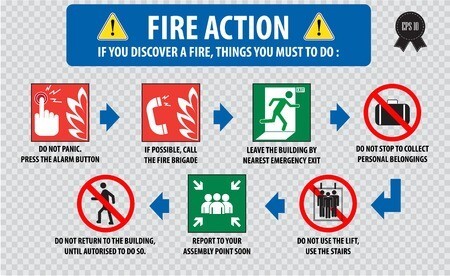 FIRE ACTION
IF YOU DISCOVER A FIRE, THINGS YOU MUST TO DO :
EPS 10
DO NOT PANIC.
PRESS THE ALARM BUTTON
IF POSSIBLE, CALL
THE FIRE BRIGADE
EXIT
LEAVE THE BUILDING BY
NEAREST EMERGENCY EXIT
DO NOT STOP TO COLLECT
PERSONAL BELONGINGS
DO NOT USE THE LIFT,
USE THE STAIRS
REPORT TO YOUR
ASSEMBLY POINT SOON
DO NOT RETURN TO THE BUILDING,
UNTIL AUTORISED TO DO SO.